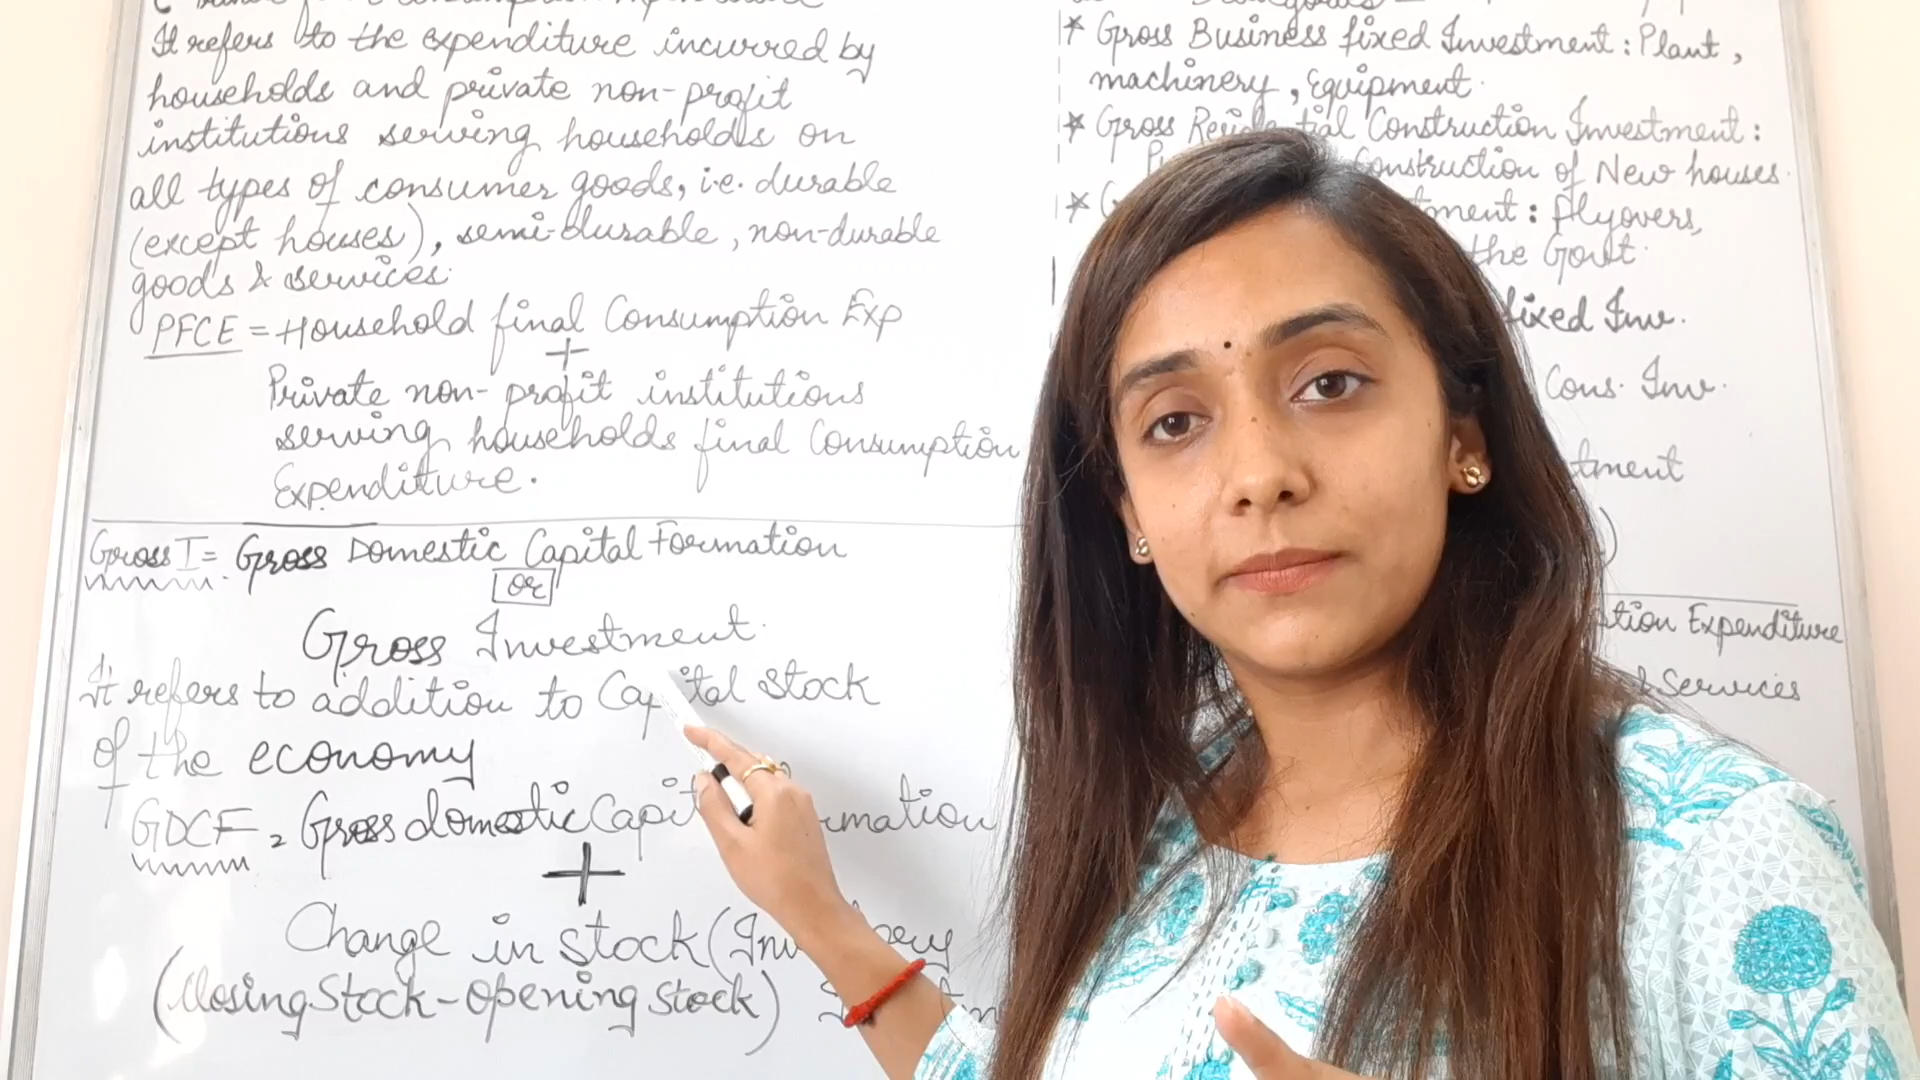 It refers to the expenditure incurred by
households and private non-profit
institutions serving households on
all types of consumer goods, i.e. durable
(except houses), semi-durable, non-durable
goods & services.
PFCE = Household final Consumption Exp
+
Private non-profit institutions
serving households final Consumption
Expenditure.
Gross I = Gross Domestic Capital Formation
or
Gross Investment.
It refers to addition to Capital stock
of the economy
GDCF = Gross domestic
+
Change in stock
(Closing Stock - Opening Stock)
* Gross Business fixed Investment : Plant,
machinery, Equipment.
* Gross Construction Investment :
Construction of New houses.
* : flyovers,
the Govt.
fixed Inv.
Cons. Inv.
Expenditure
Services